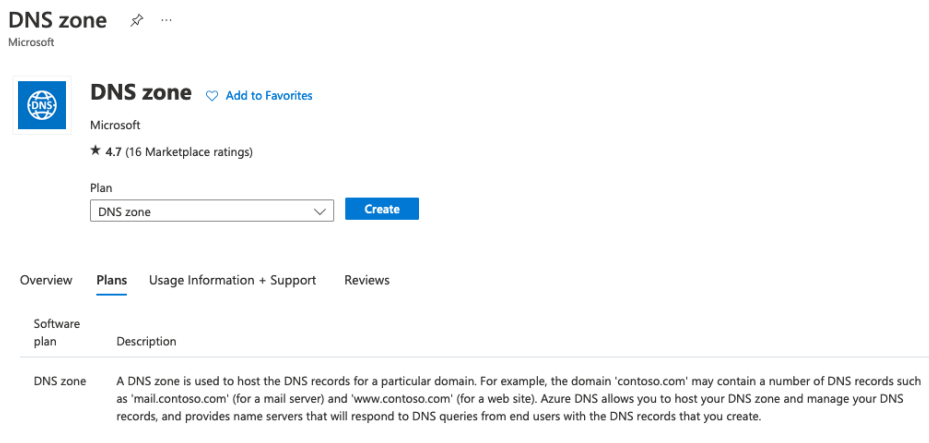 DNS zone ...
Microsoft
DNS
DNS zone
Add to Favorites
Microsoft
★ 4.7 (16 Marketplace ratings)
Plan
DNS zone
Create
Overview Plans Usage Information + Support Reviews
Software
plan Description
DNS zone A DNS zone is used to host the DNS records for a particular domain. For example, the domain 'contoso.com' may contain a number of DNS records such
as 'mail.contoso.com' (for a mail server) and 'www.contoso.com' (for a web site). Azure DNS allows you to host your DNS zone and manage your DNS
records, and provides name servers that will respond to DNS queries from end users with the DNS records that you create.